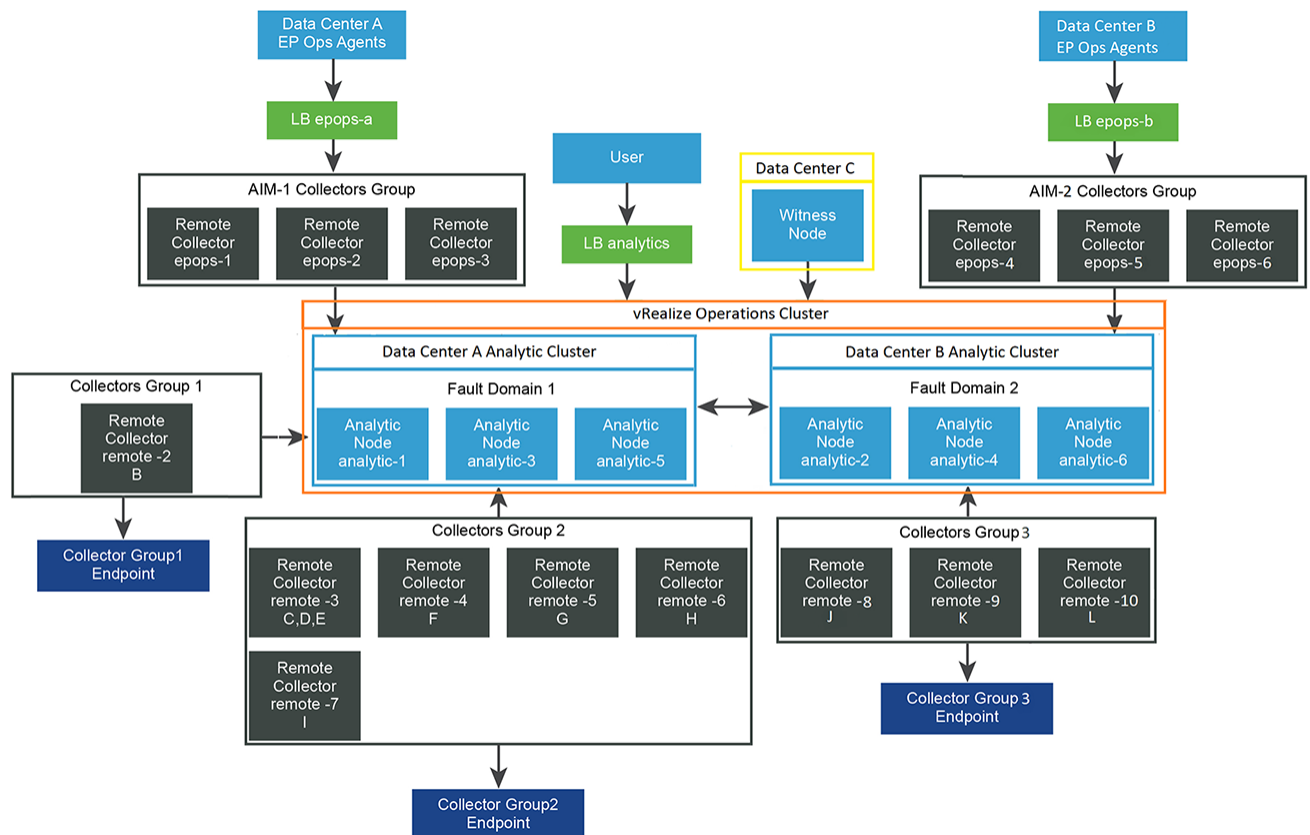 Data Center A
EP Ops Agents
Data Center B
EP Ops Agents
LB epops-a
LB epops-b
User
Data Center C
Witness
Node
LB analytics
AIM-1 Collectors Group
Remote
Collector
epops-1
Remote
Collector
epops-2
Remote
Collector
epops-3
AIM-2 Collectors Group
Remote
Collector
epops-4
Remote
Collector
epops-5
Remote
Collector
epops-6
vRealize Operations Cluster
Data Center A Analytic Cluster
Fault Domain 1
Analytic
Node
analytic-1
Analytic
Node
analytic-3
Analytic
Node
analytic-5
Data Center B Analytic Cluster
Fault Domain 2
Analytic
Node
analytic-2
Analytic
Node
analytic-4
Analytic
Node
analytic-6
Collectors Group 1
Remote
Collector
remote -2
B
Collector Group1
Endpoint
Collectors Group 2
Remote
Collector
remote -3
C,D,E
Remote
Collector
remote -4
F
Remote
Collector
remote -5
G
Remote
Collector
remote -6
H
Remote
Collector
remote -7
I
Collector Group2
Endpoint
Collectors Group 3
Remote
Collector
remote -8
J
Remote
Collector
remote -9
K
Remote
Collector
remote -10
L
Collector Group 3
Endpoint